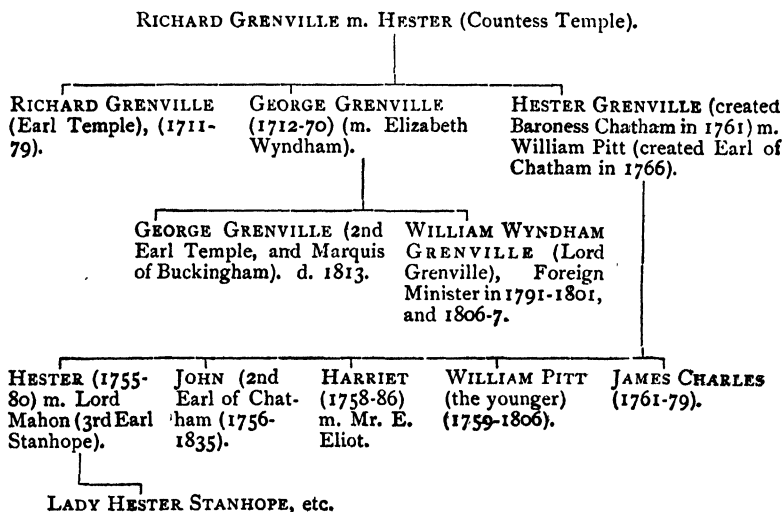 RICHARD GRENVILLE m. HESTER (Countess Temple).
RICHARD GRENVILLE
(Earl Temple), (1711-
79).
GEORGE GRENVILLE
(1712-70) (m. Elizabeth
Wyndham).
HESTER GRENVILLE (created
Baroness Chatham in 1761) m.
William Pitt (created Earl of
Chatham in 1766).
GEORGE GRENVILLE (2nd
Earl Temple, and Marquis
of Buckingham). d. 1813.
WILLIAM WYNDHAM
GRENVILLE (Lord
Grenville), Foreign
Minister in 1791-1801,
and 1806-7.
HESTER (1755-
80) m. Lord
Mahon (3rd Earl
Stanhope).
JOHN (2nd
Earl of Chat-
ham (1756-
1835).
HARRIET
(1758-86)
m. Mr. E.
Eliot.
WILLIAM PITT
(the younger)
(1759-1806).
JAMES CHARLES
(1761-79).
LADY HESTER STANHOPE, etc.